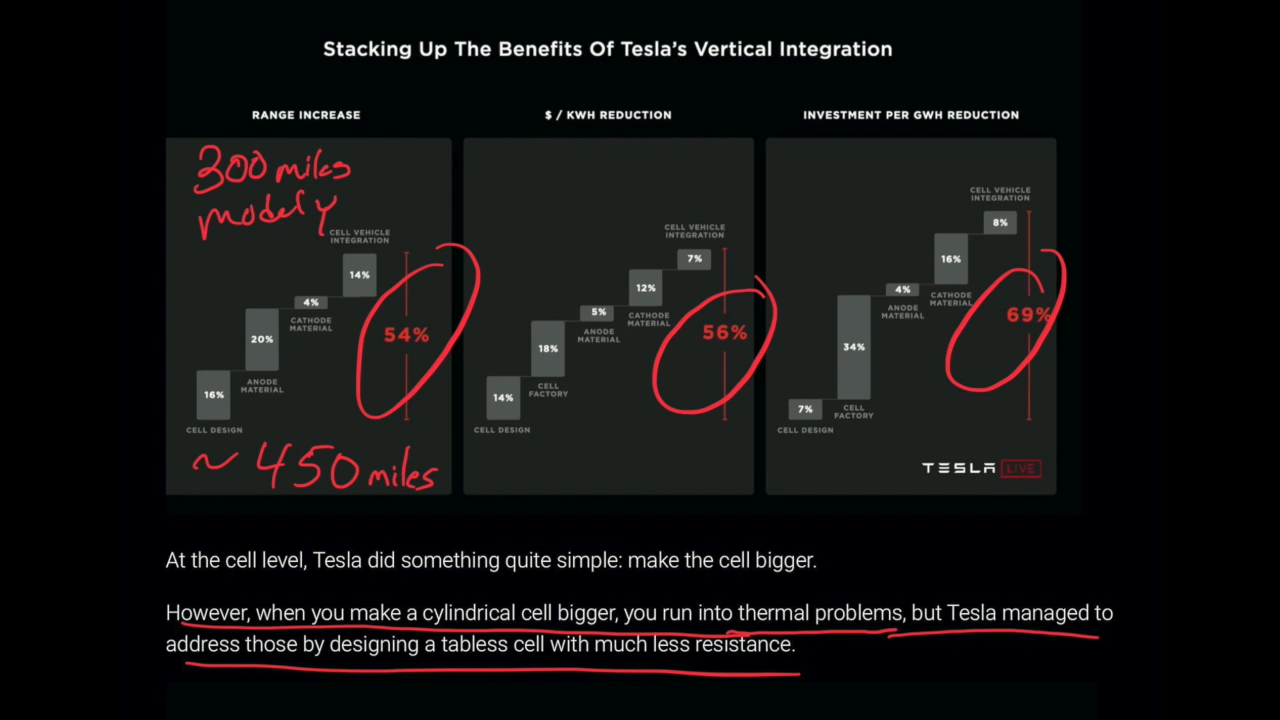 Stacking Up The Benefits Of Tesla's Vertical Integration
RANGE INCREASE
300 miles
model y
CELL VEHICLE
INTEGRATION
14%
4%
CATHODE
MATERIAL
54%
20%
ANODE
MATERIAL
16%
CELL DESIGN
~ 450 miles
$ / KWH REDUCTION
CELL VEHICLE
INTEGRATION
7%
12%
CATHODE
MATERIAL
5%
ANODE
MATERIAL
56%
18%
CELL
FACTORY
14%
CELL DESIGN
INVESTMENT PER GWH REDUCTION
CELL VEHICLE
INTEGRATION
8%
16%
CATHODE
MATERIAL
4%
ANODE
MATERIAL
69%
34%
CELL
FACTORY
7%
CELL DESIGN
TESLA LIVE
At the cell level, Tesla did something quite simple: make the cell bigger.
However, when you make a cylindrical cell bigger, you run into thermal problems, but Tesla managed to
address those by designing a tabless cell with much less resistance.